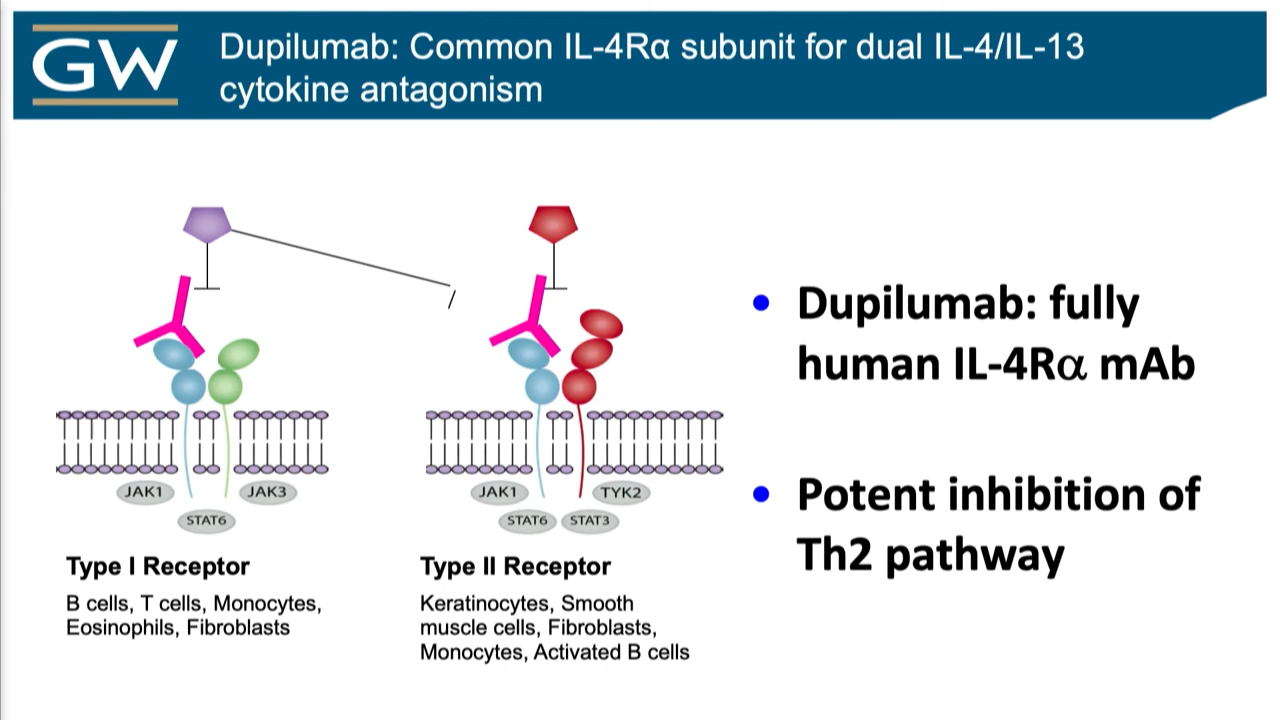 GW
Dupilumab: Common IL-4Rα subunit for dual IL-4/IL-13
cytokine antagonism
JAK1
JAK3
STAT6
Type I Receptor
B cells, T cells, Monocytes,
Eosinophils, Fibroblasts
JAK1
TYK2
STAT6
STAT3
Type II Receptor
Keratinocytes, Smooth
muscle cells, Fibroblasts,
Monocytes, Activated B cells
• Dupilumab: fully
human IL-4Rα mAb
• Potent inhibition of
Th2 pathway